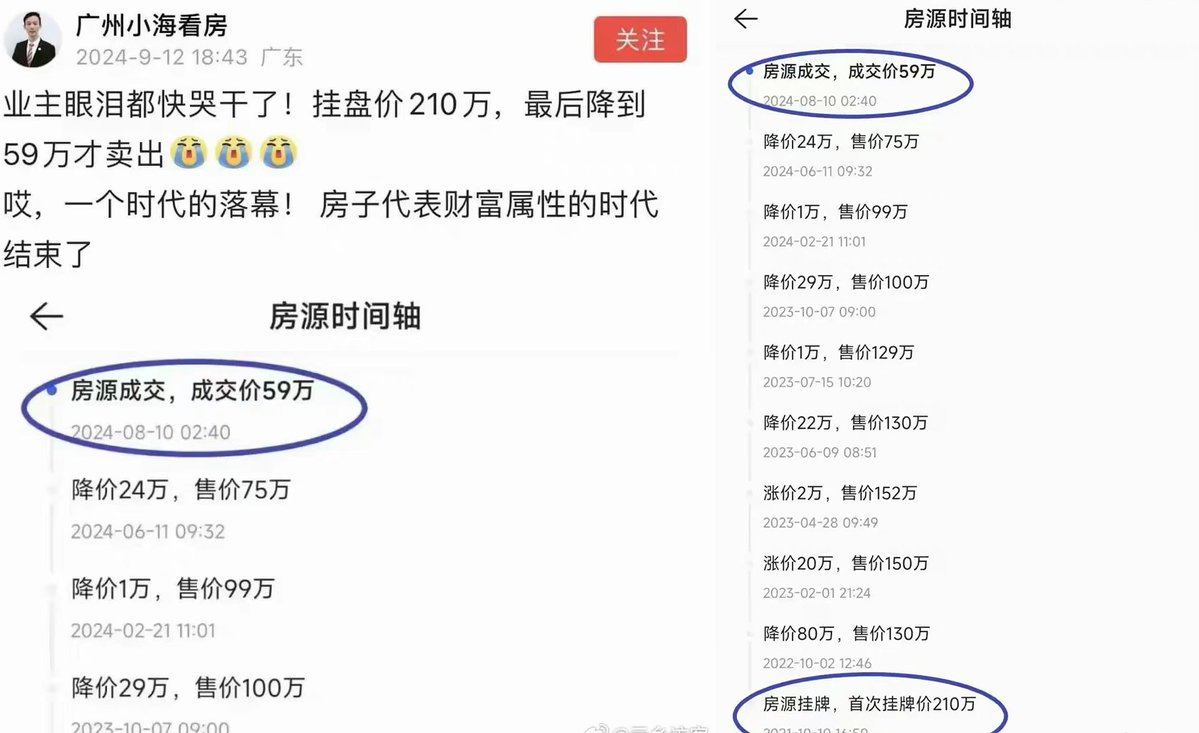 广州小海看房
2024-9-12 18:43 广东
关注
业主眼泪都快哭干了！挂盘价210万，最后降到
59万才卖出😭😭😭
哎，一个时代的落幕！ 房子代表财富属性的时代
结束了
房源时间轴
房源成交，成交价59万
2024-08-10 02:40
降价24万，售价75万
2024-06-11 09:32
降价1万，售价99万
2024-02-21 11:01
降价29万，售价100万
2023-10-07 09:00
房源时间轴
房源成交，成交价59万
2024-08-10 02:40
降价24万，售价75万
2024-06-11 09:32
降价1万，售价99万
2024-02-21 11:01
降价29万，售价100万
2023-10-07 09:00
降价1万，售价129万
2023-07-15 10:20
降价22万，售价130万
2023-06-09 08:51
涨价2万，售价152万
2023-04-28 09:49
涨价20万，售价150万
2023-02-01 21:24
降价80万，售价130万
2022-10-02 12:46
房源挂牌，首次挂牌价210万